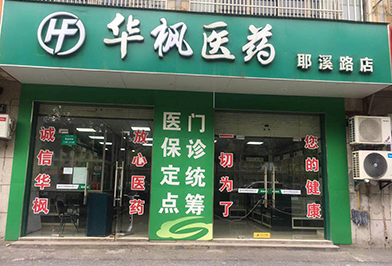 HF 华枫医药
耶溪路店
诚信华枫
放心医药
医保定点
门诊统筹
一切为了
您的健康